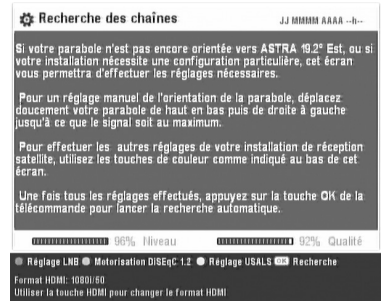 Recherche des chaînes
JJ MMMM AAAA --h--
Si votre parabole n'est pas encore orientée vers ASTRA 19.2° Est, ou si
votre installation nécessite une configuration particulière, cet écran
vous permettra d'effectuer les réglages nécessaires.
Pour un réglage manuel de l'orientation de la parabole, déplacez
doucement votre parabole de haut en bas puis de droite à gauche
jusqu'à ce que le signal soit au maximum.
Pour effectuer les autres réglages de votre installation de réception
satellite, utilisez les touches de couleur comme indiqué au bas de cet
écran.
Une fois tous les réglages effectués, appuyez sur la touche OK de la
télécommande pour lancer la recherche automatique.
96% Niveau 92% Qualité
Réglage LNB Motorisation DiSEqC 1.2 Réglage USALS OK Recherche
Format HDMI: 1080i/50
Utiliser la touche HDMI pour changer le format HDMI